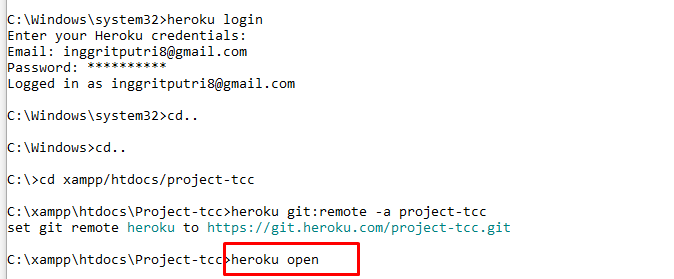 C:\Windows\system32>heroku login
Enter your Heroku credentials:
Email: inggritputri8@gmail.com
Password: **********
Logged in as inggritputri8@gmail.com
C:\Windows\system32>cd..
C:\Windows>cd..
C:\>cd xampp/htdocs/project-tcc
C:\xampp\htdocs\Project-tcc>heroku git:remote -a project-tcc
set git remote heroku to https://git.heroku.com/project-tcc.git
C:\xampp\htdocs\Project-tcc>heroku open